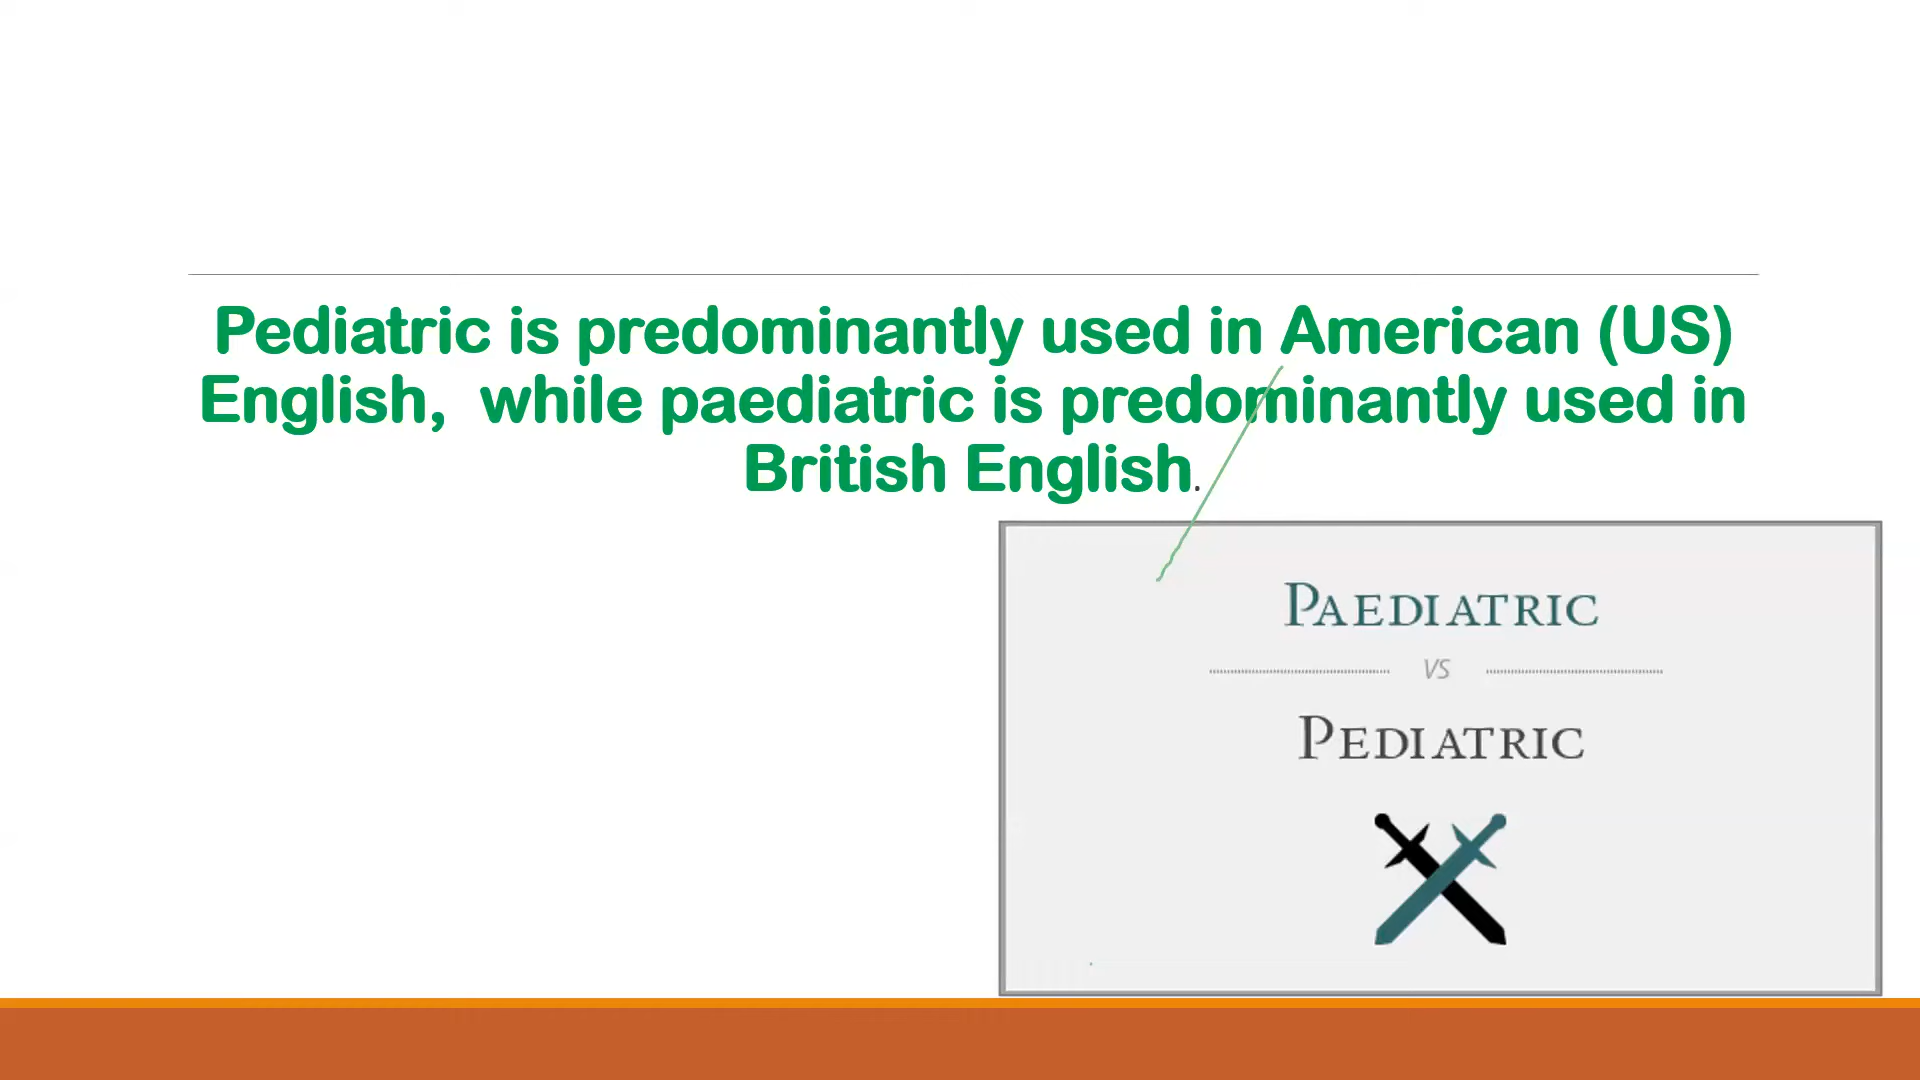 Pediatric is predominantly used in American (US)
English,  while paediatric is predominantly used in
British English.
PAEDIATRIC
VS
PEDIATRIC